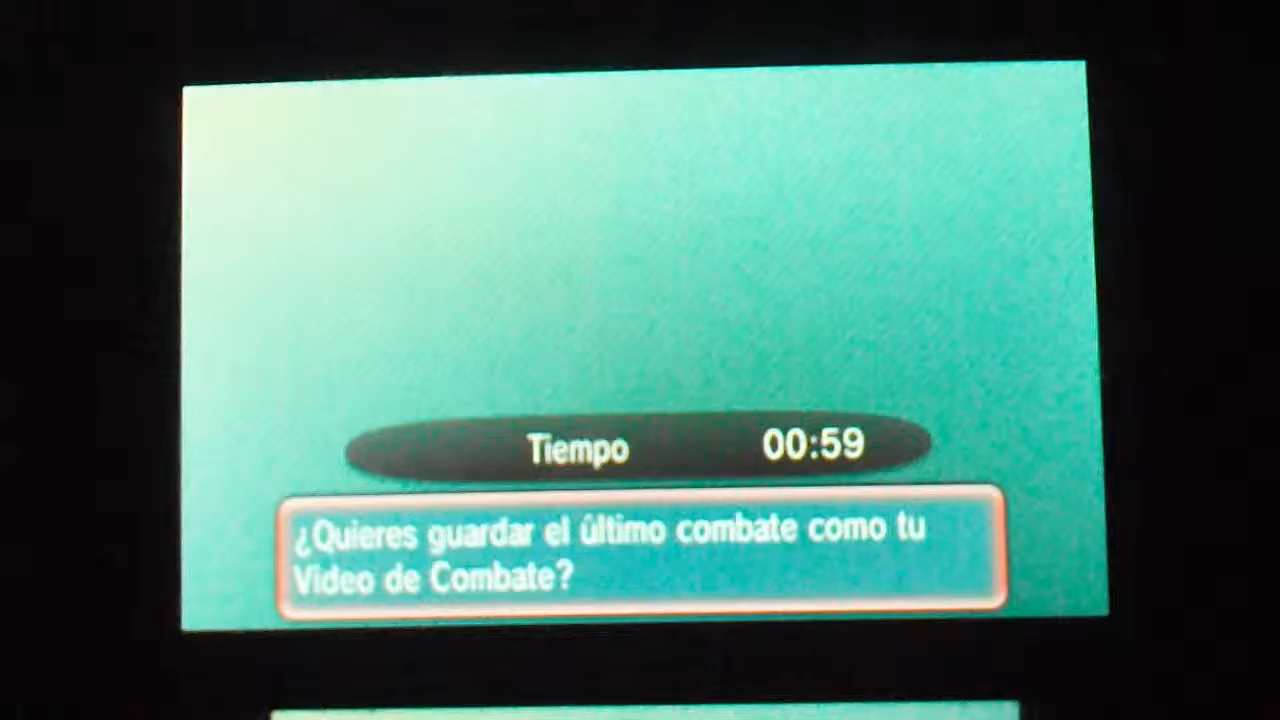 Tiempo 00:59
¿Quieres guardar el último combate como tu
Video de Combate?